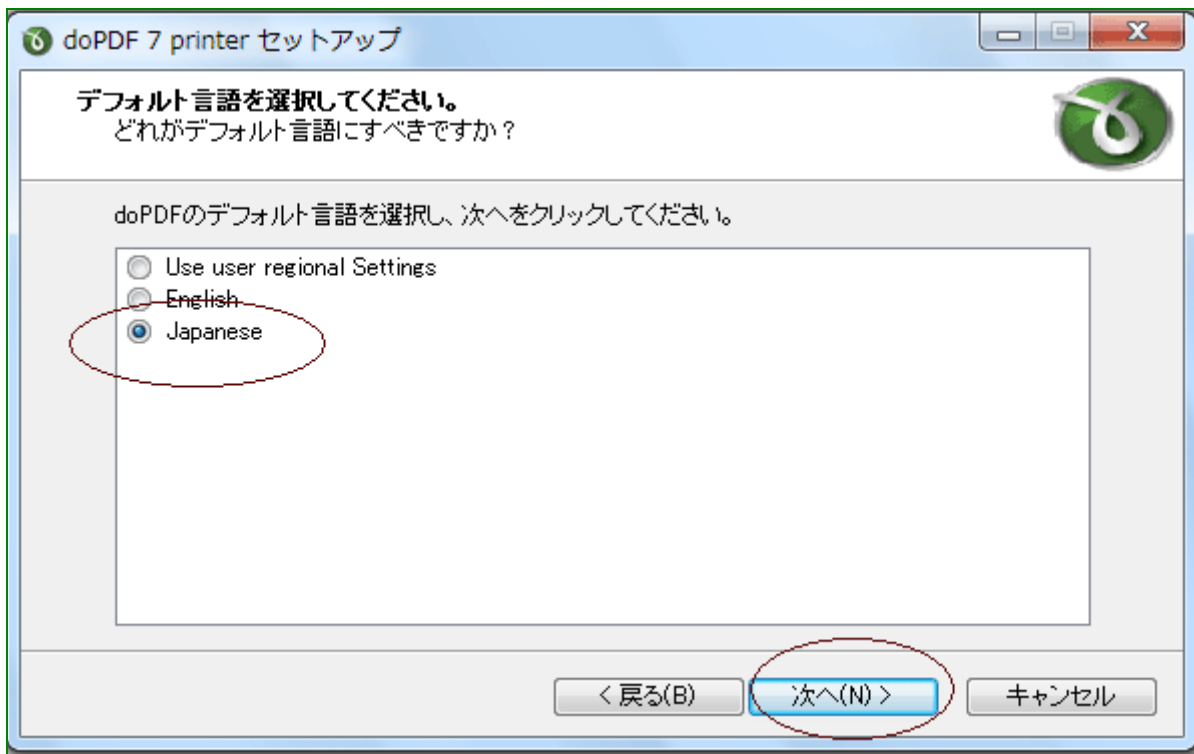 doPDF 7 printer セットアップ
デフォルト言語を選択してください。
どれがデフォルト言語にすべきですか？
doPDFのデフォルト言語を選択し、次へをクリックしてください。
Use user regional Settings
English
Japanese
< 戻る(B) 次へ(N) > キャンセル